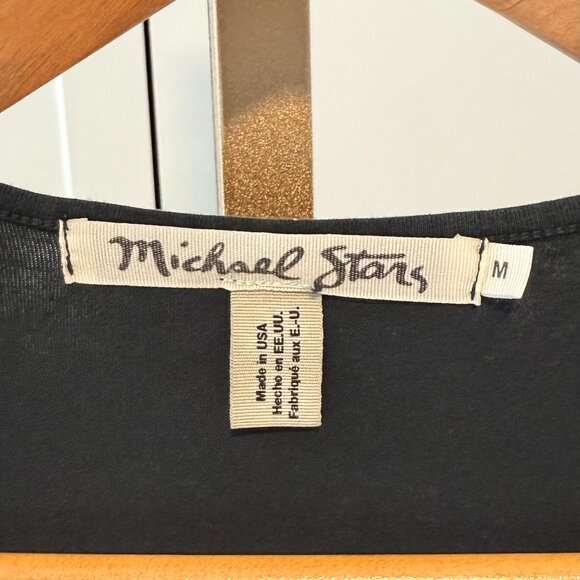 Michael Stars
M
Made in USA
Hecho en EE.UU.
Fabriqué aux E.-U.